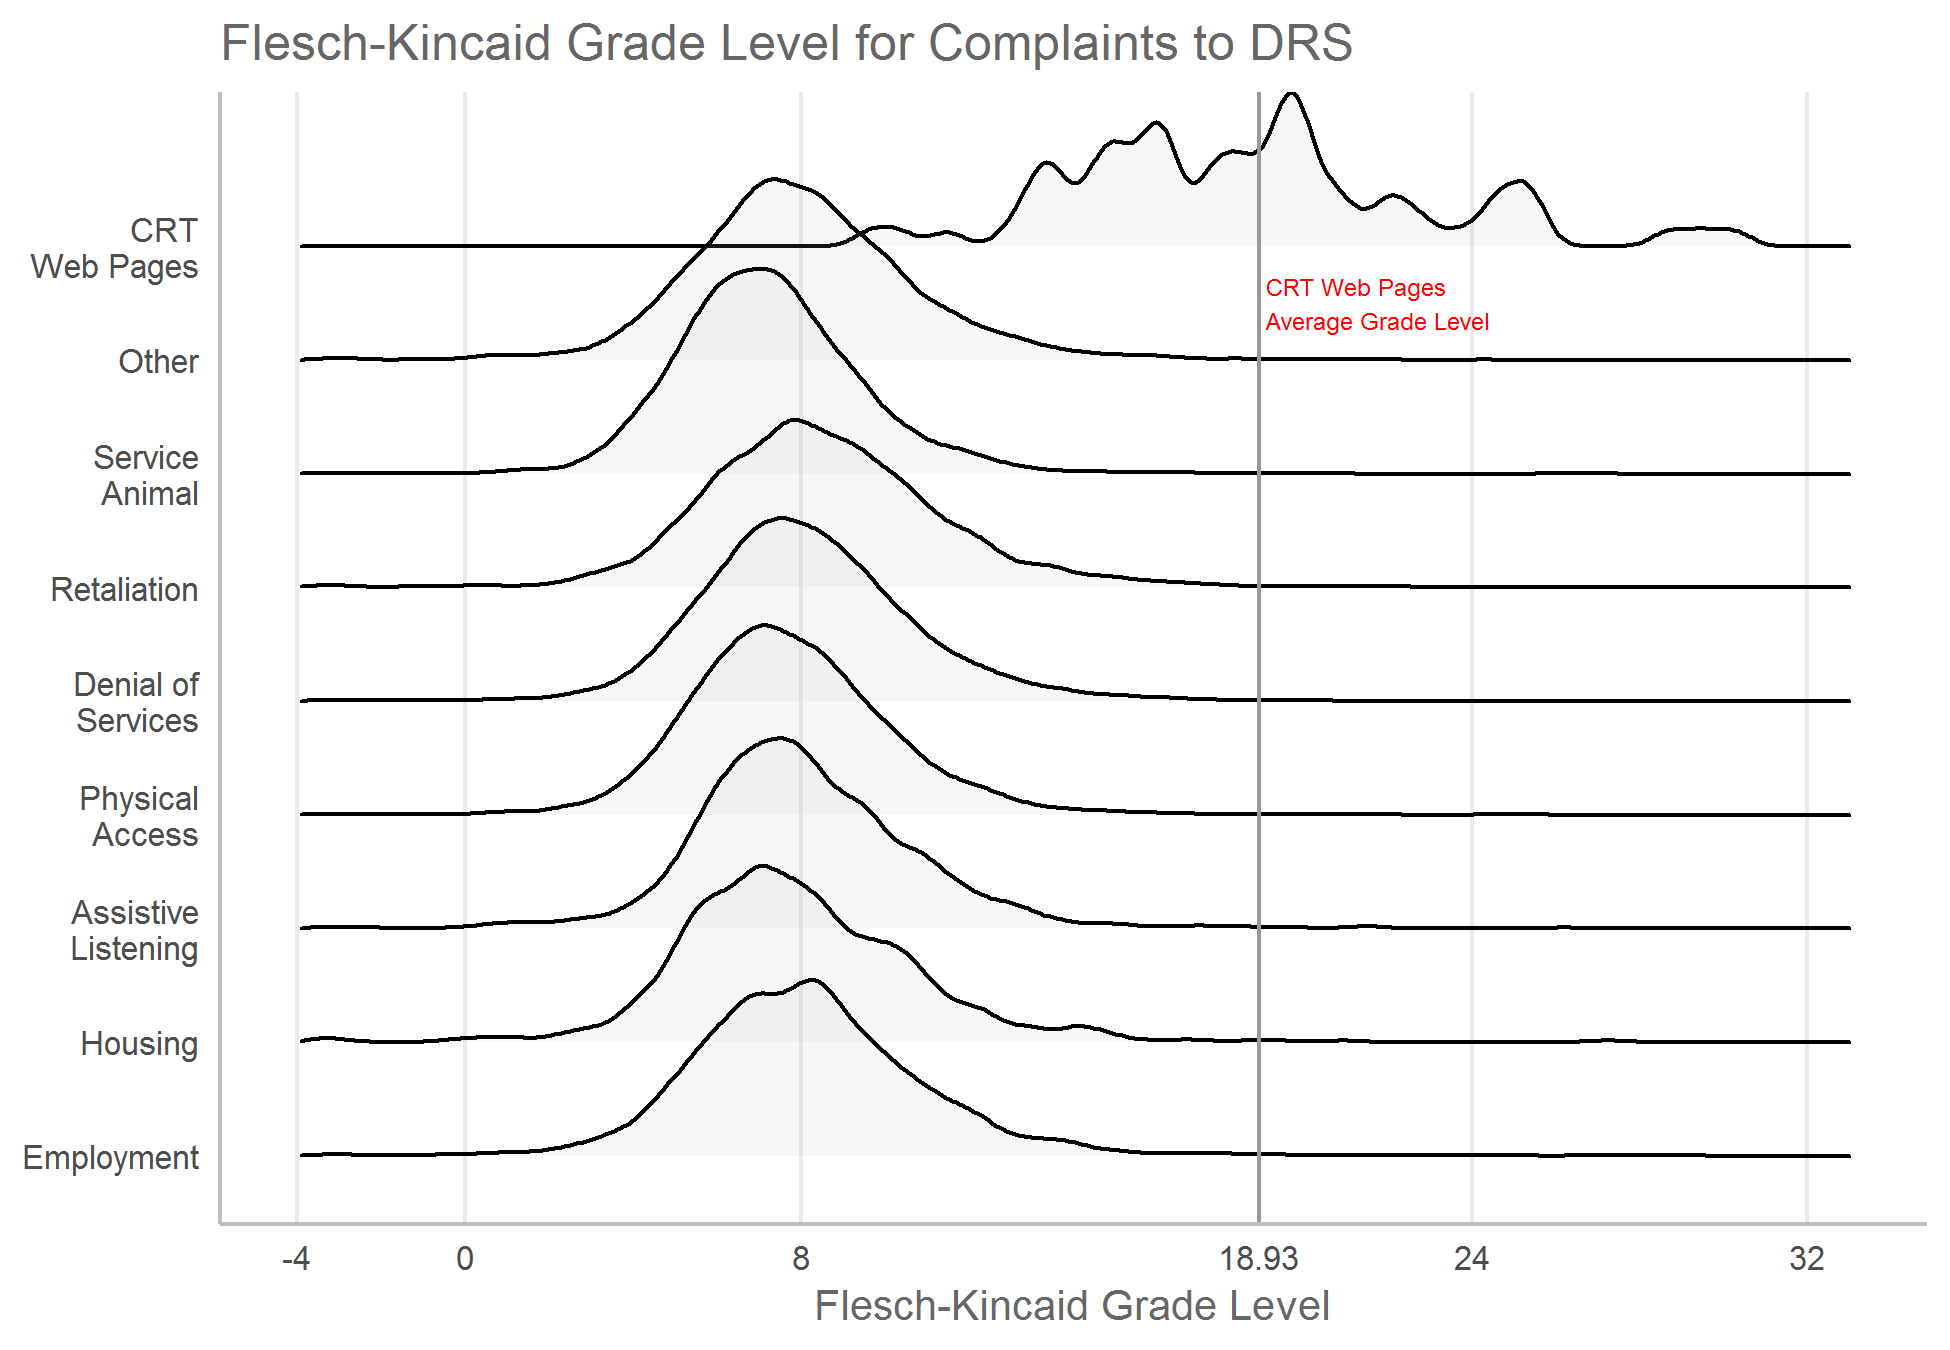 Flesch-Kincaid Grade Level for Complaints to DRS
CRT
Web Pages
CRT Web Pages
Average Grade Level
Other
Service
Animal
Retaliation
Denial of
Services
Physical
Access
Assistive
Listening
Housing
Employment
-4 0 8 18.93 24 32
Flesch-Kincaid Grade Level